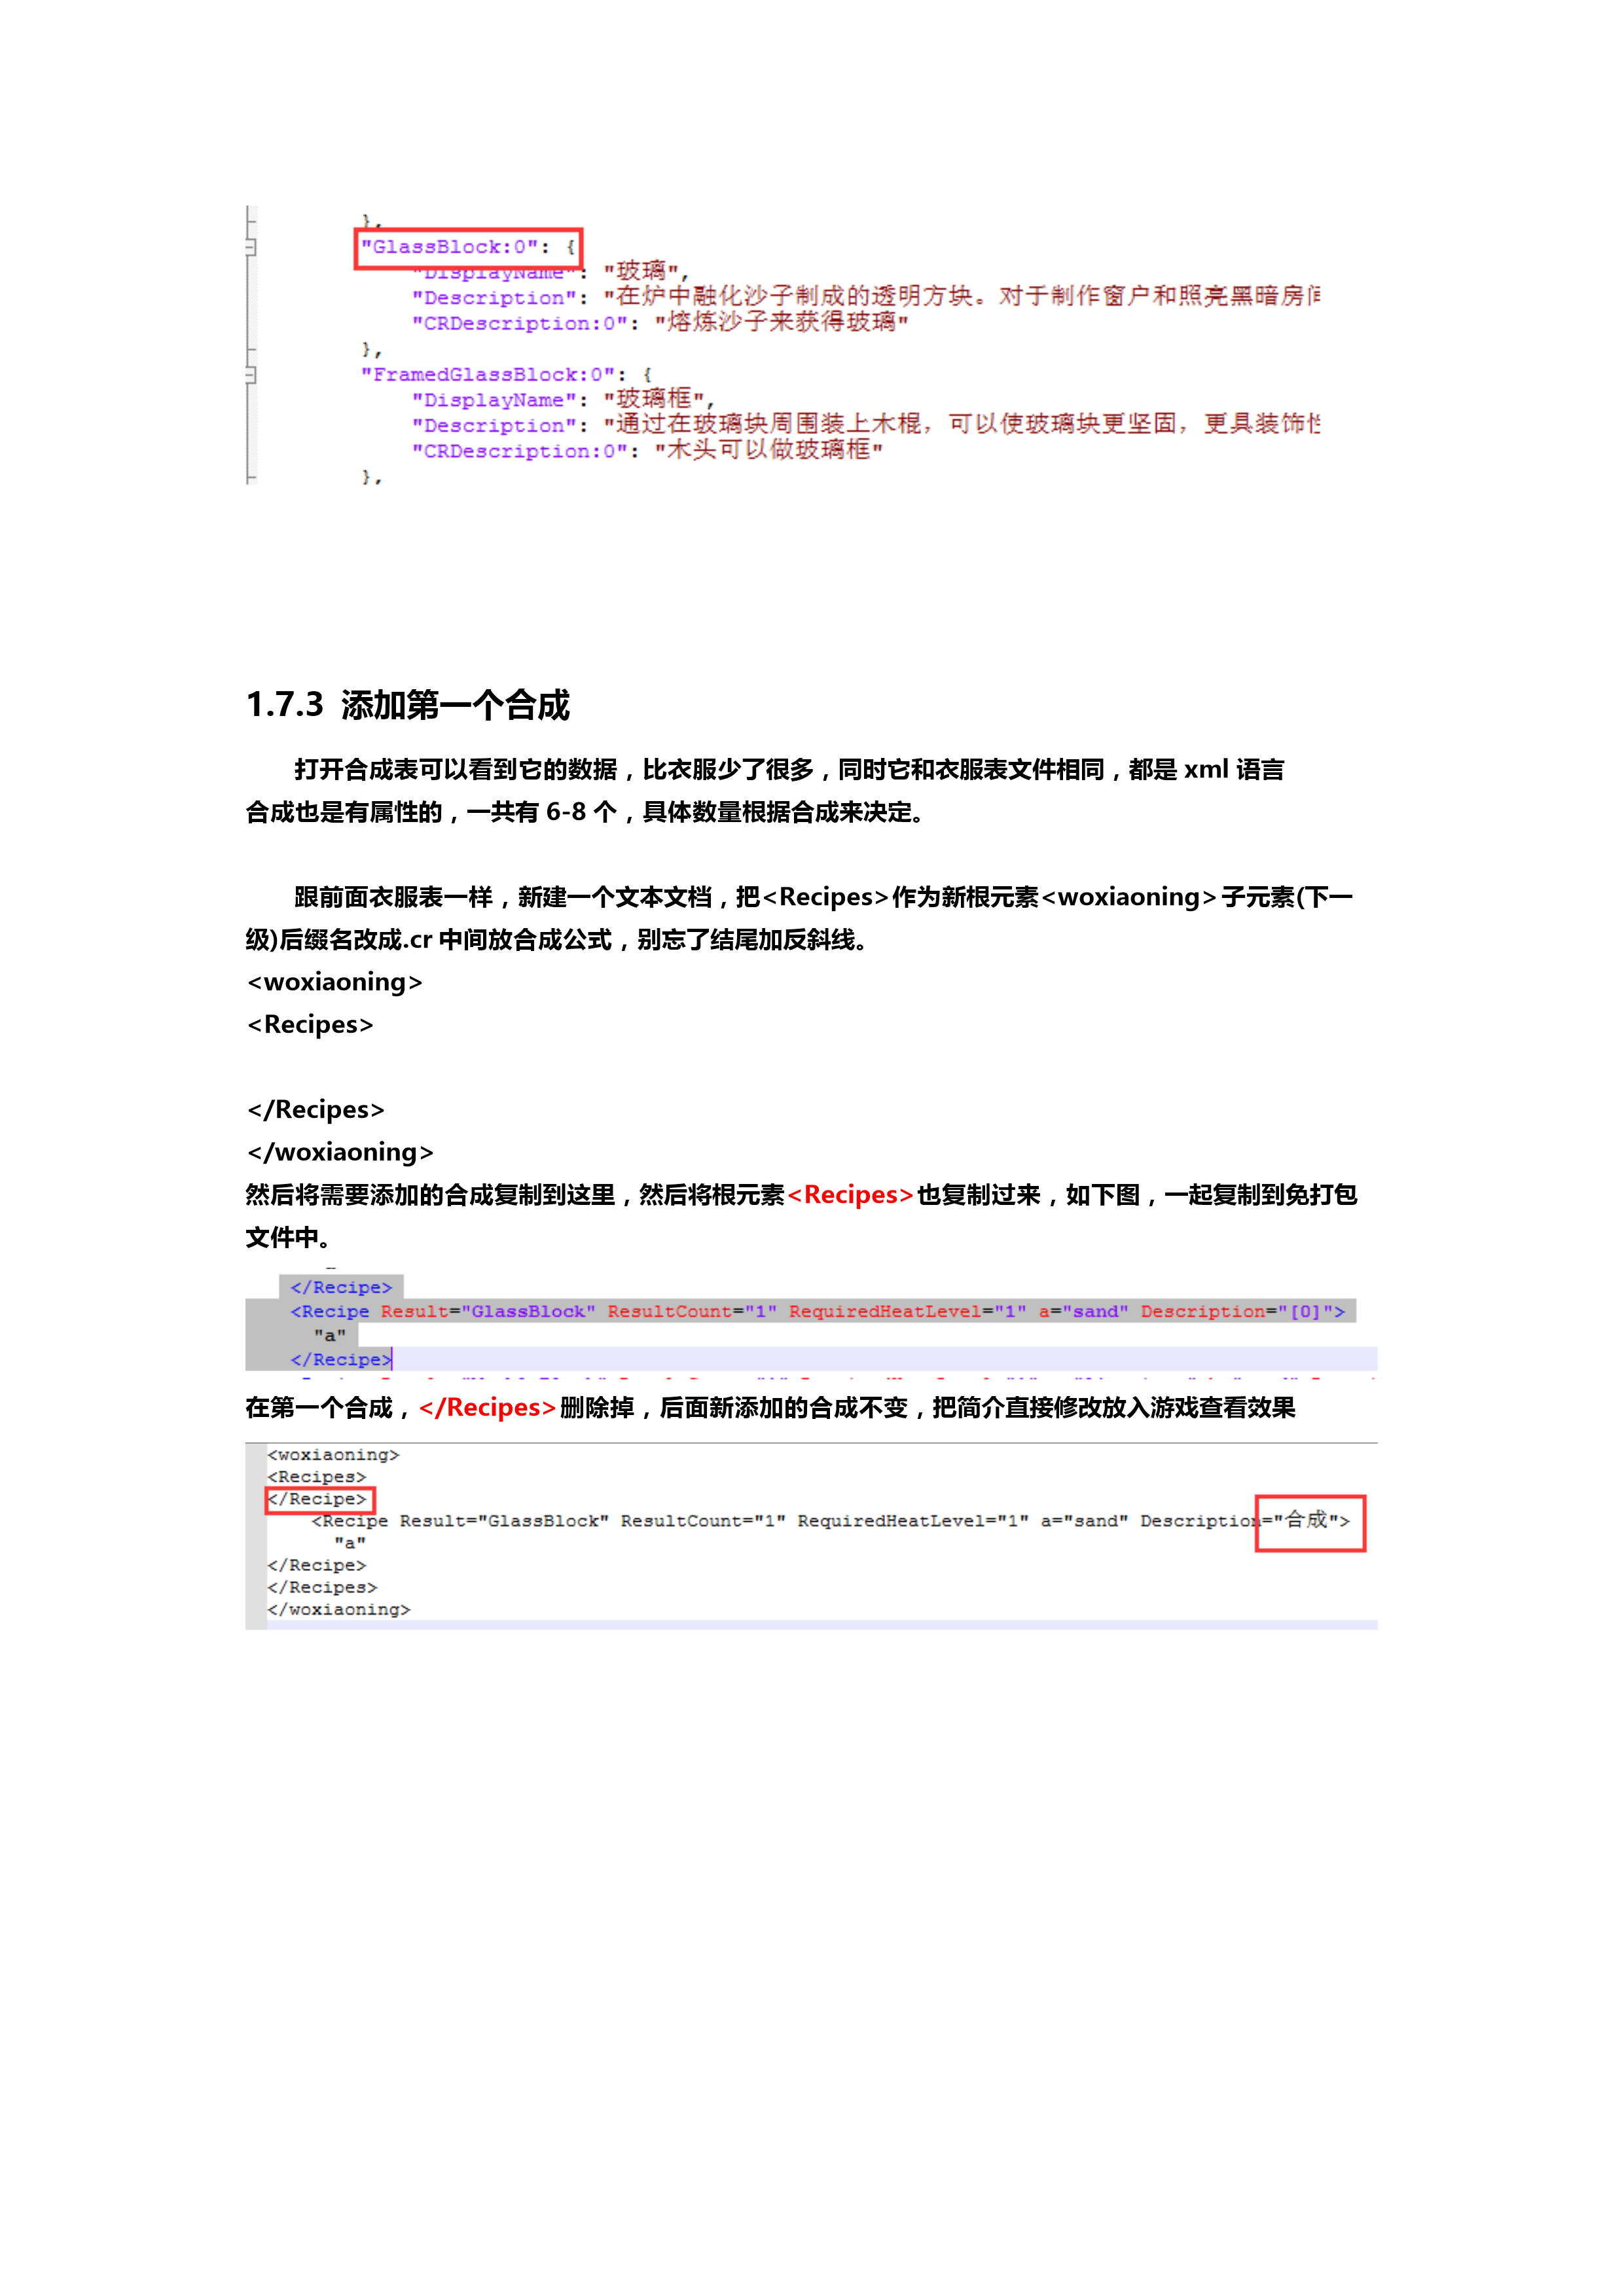 },
"GlassBlock:0": {
"DisplayName": "玻璃",
"Description": "在炉中融化沙子制成的透明方块。对于制作窗户和照亮黑暗房
"CRDescription:0": "熔炼沙子来获得玻璃"
},
"FramedGlassBlock:0": {
"DisplayName": "玻璃框",
"Description": "通过在玻璃块周围装上木棍，可以使玻璃块更坚固，更具装饰
"CRDescription:0": "木头可以做玻璃框"
},
1.7.3 添加第一个合成
打开合成表可以看到它的数据，比衣服少了很多，同时它和衣服表文件相同，都是 xml 语言
合成也是有属性的，一共有 6-8 个，具体数量根据合成来决定。
跟前面衣服表一样，新建一个文本文档，把<Recipes>作为新根元素<woxiaoning>子元素(下一
级)后缀名改成.cr 中间放合成公式，别忘了结尾加反斜线。
<woxiaoning>
<Recipes>
</Recipes>
</woxiaoning>
然后将需要添加的合成复制到这里，然后将根元素<Recipes>也复制过来，如下图，一起复制到免打包
文件中。
</Recipe>
<Recipe Result="GlassBlock" ResultCount="1" RequiredHeatLevel="1" a="sand" Description="[0]">
"a"
</Recipe>
在第一个合成，</Recipes>删除掉，后面新添加的合成不变，把简介直接修改放入游戏查看效果
<woxiaoning>
<Recipes>
</Recipe>
<Recipe Result="GlassBlock" ResultCount="1" RequiredHeatLevel="1" a="sand" Description="合成">
"a"
</Recipe>
</Recipes>
</woxiaoning>